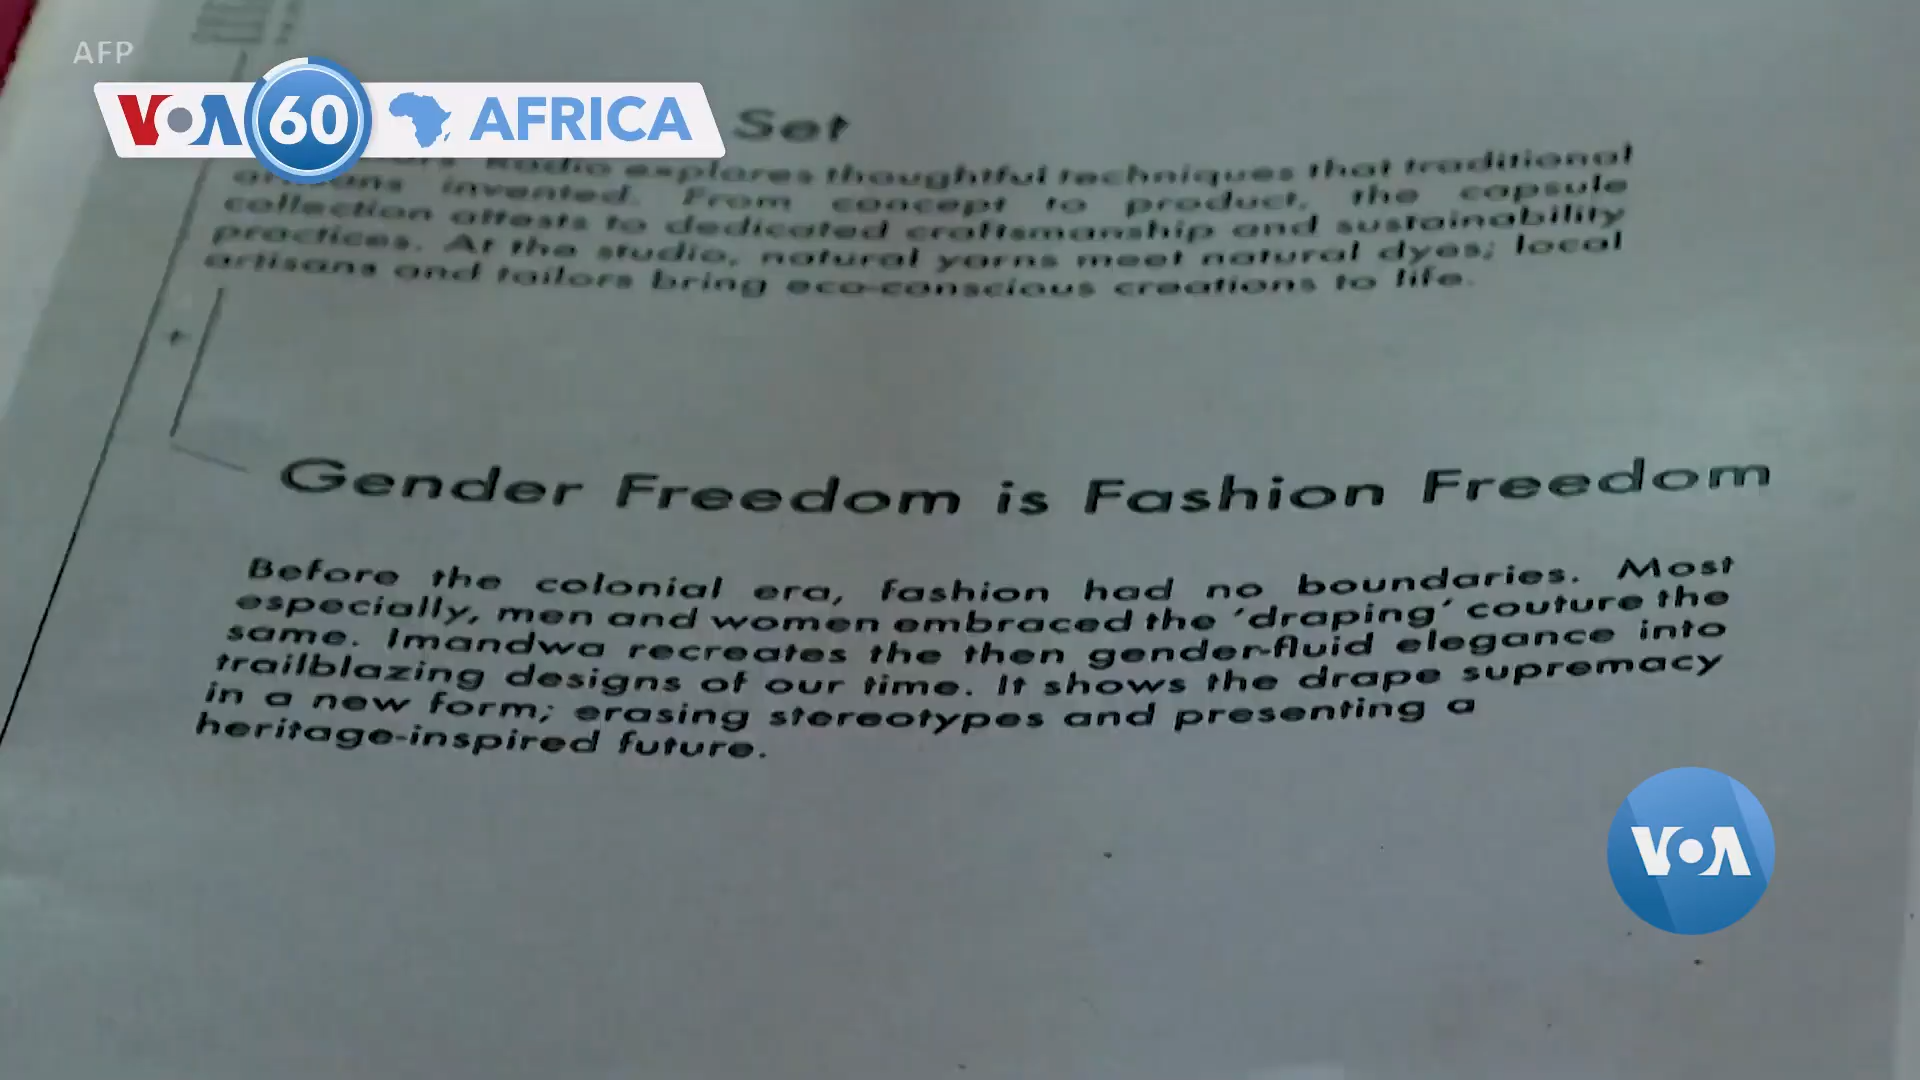 AFP
VOA 60 AFRICA
Set
Radio explores thoughtful techniques that traditional
artisans invented. From concept to product, the capsule
collection attests to dedicated craftsmanship and sustainability
practices. At the studio, natural yarns meet natural dyes; local
artisans and tailors bring eco-conscious creations to life.
Gender Freedom is Fashion Freedom
Before the colonial era, fashion had no boundaries. Most
especially, men and women embraced the 'draping' couture the
same. Imandwa recreates the then gender-fluid elegance into
trailblazing designs of our time. It shows the drape supremacy
in a new form; erasing stereotypes and presenting a
heritage-inspired future.
VOA